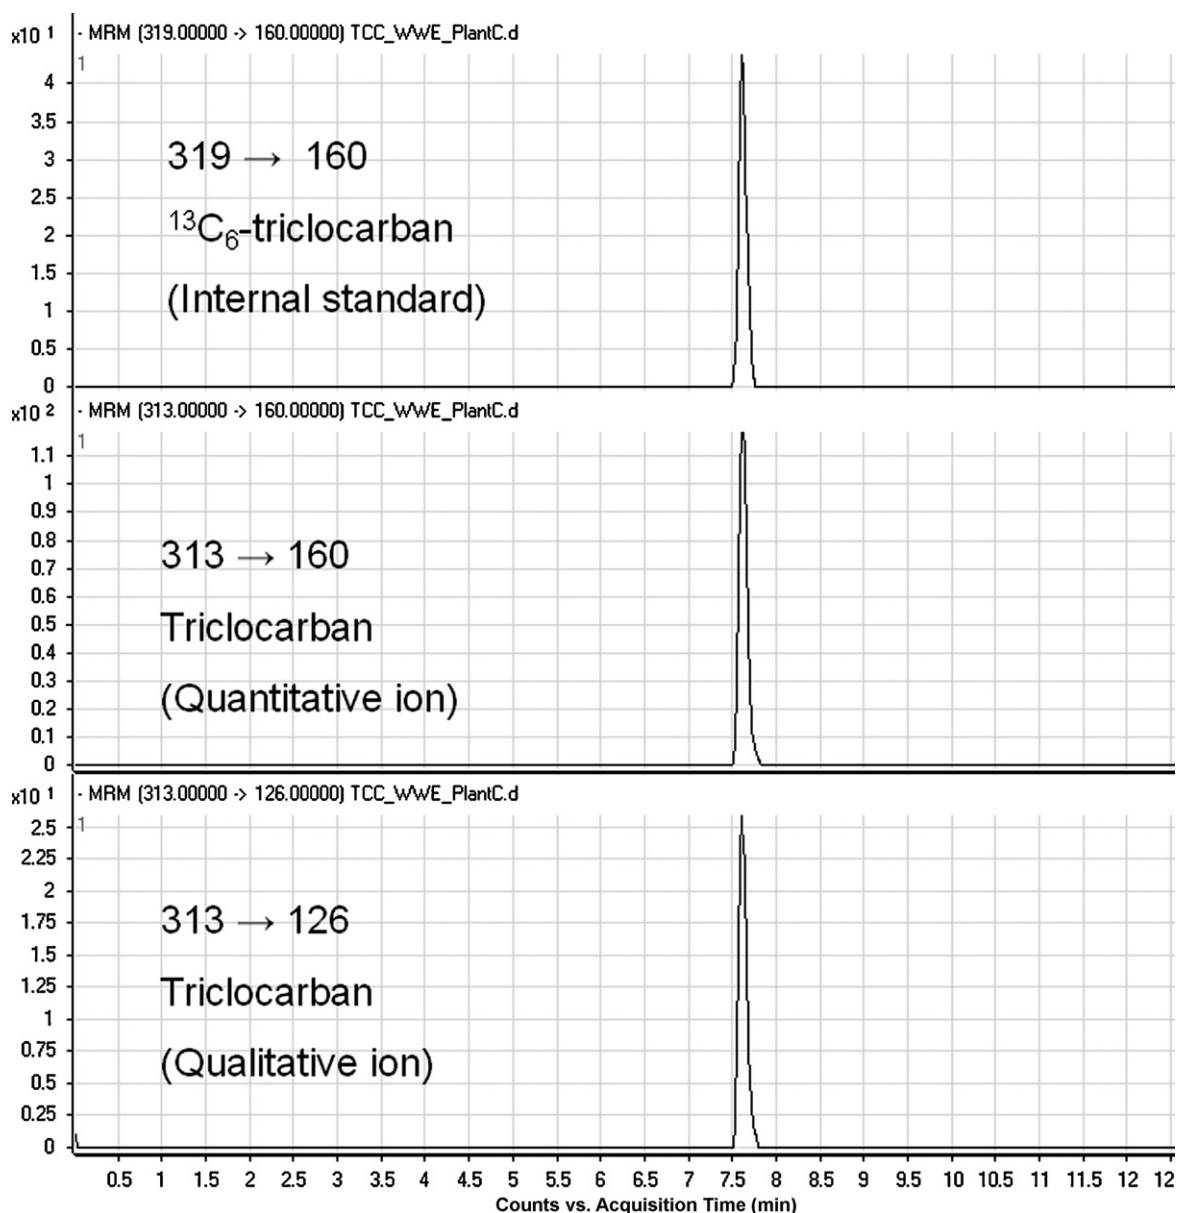 x10 1
- MRM (319.00000 -> 160.00000) TCC_WWE_PlantC.d
1
4
3.5
3
2.5
2
1.5
1
0.5
0
319 → 160
¹³C₆-triclocarban
(Internal standard)
x10 2
- MRM (313.00000 -> 160.00000) TCC_WWE_PlantC.d
1
1.1
1
0.9
0.8
0.7
0.6
0.5
0.4
0.3
0.2
0.1
0
313 → 160
Triclocarban
(Quantitative ion)
x10 1
- MRM (313.00000 -> 126.00000) TCC_WWE_PlantC.d
1
2.5
2.25
2
1.75
1.5
1.25
1
0.75
0.5
0.25
0
313 → 126
Triclocarban
(Qualitative ion)
0.5 1 1.5 2 2.5 3 3.5 4 4.5 5 5.5 6 6.5 7 7.5 8 8.5 9 9.5 10 10.5 11 11.5 12 12
Counts vs. Acquisition Time (min)